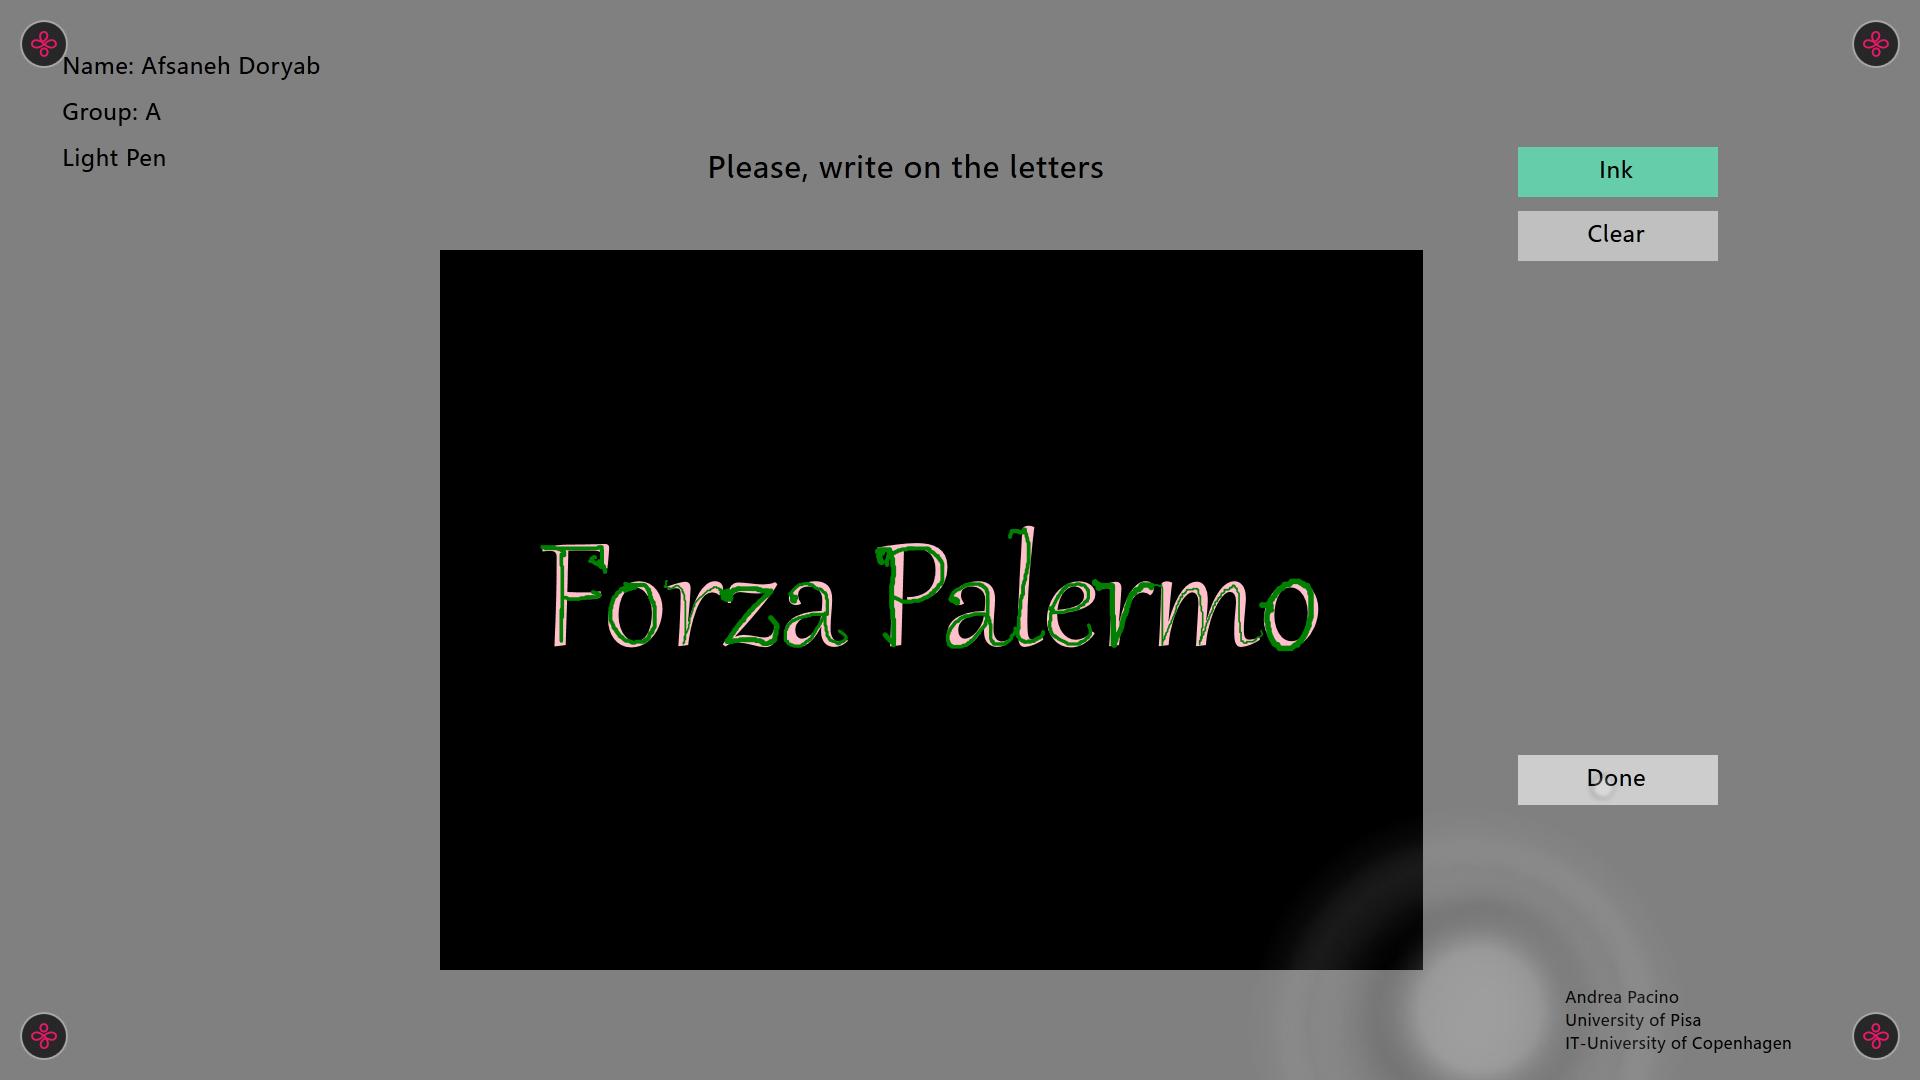 Name: Afsaneh Doryab
Group: A
Light Pen
Please, write on the letters
Ink
Clear
Forza Palermo
Done
Andrea Pacino
University of Pisa
IT-University of Copenhagen